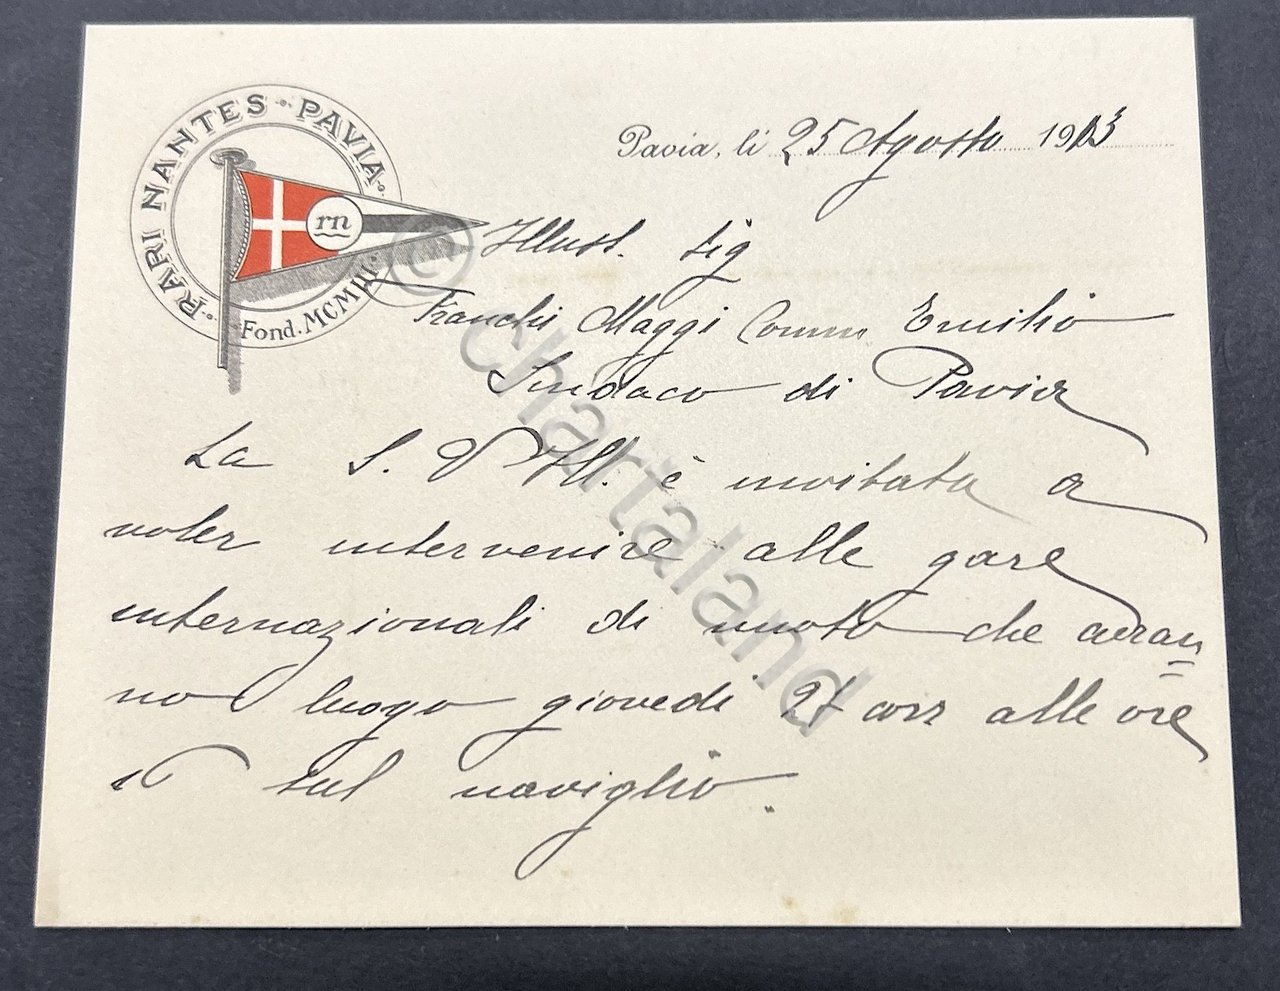 RARI NANTES · PAVIA
rn
Fond. MCMIII
Pavia, li 25 Agosto 1913
Illust. sig
Franchi Maggi Comm Emilio
Sindaco di Pavia
La S. V. Ill. è invitata a
voler intervenire alle gare
internazionali di nuoto che avran
no luogo giovedi 27 corr alle ore
sul naviglio.
© chartaland